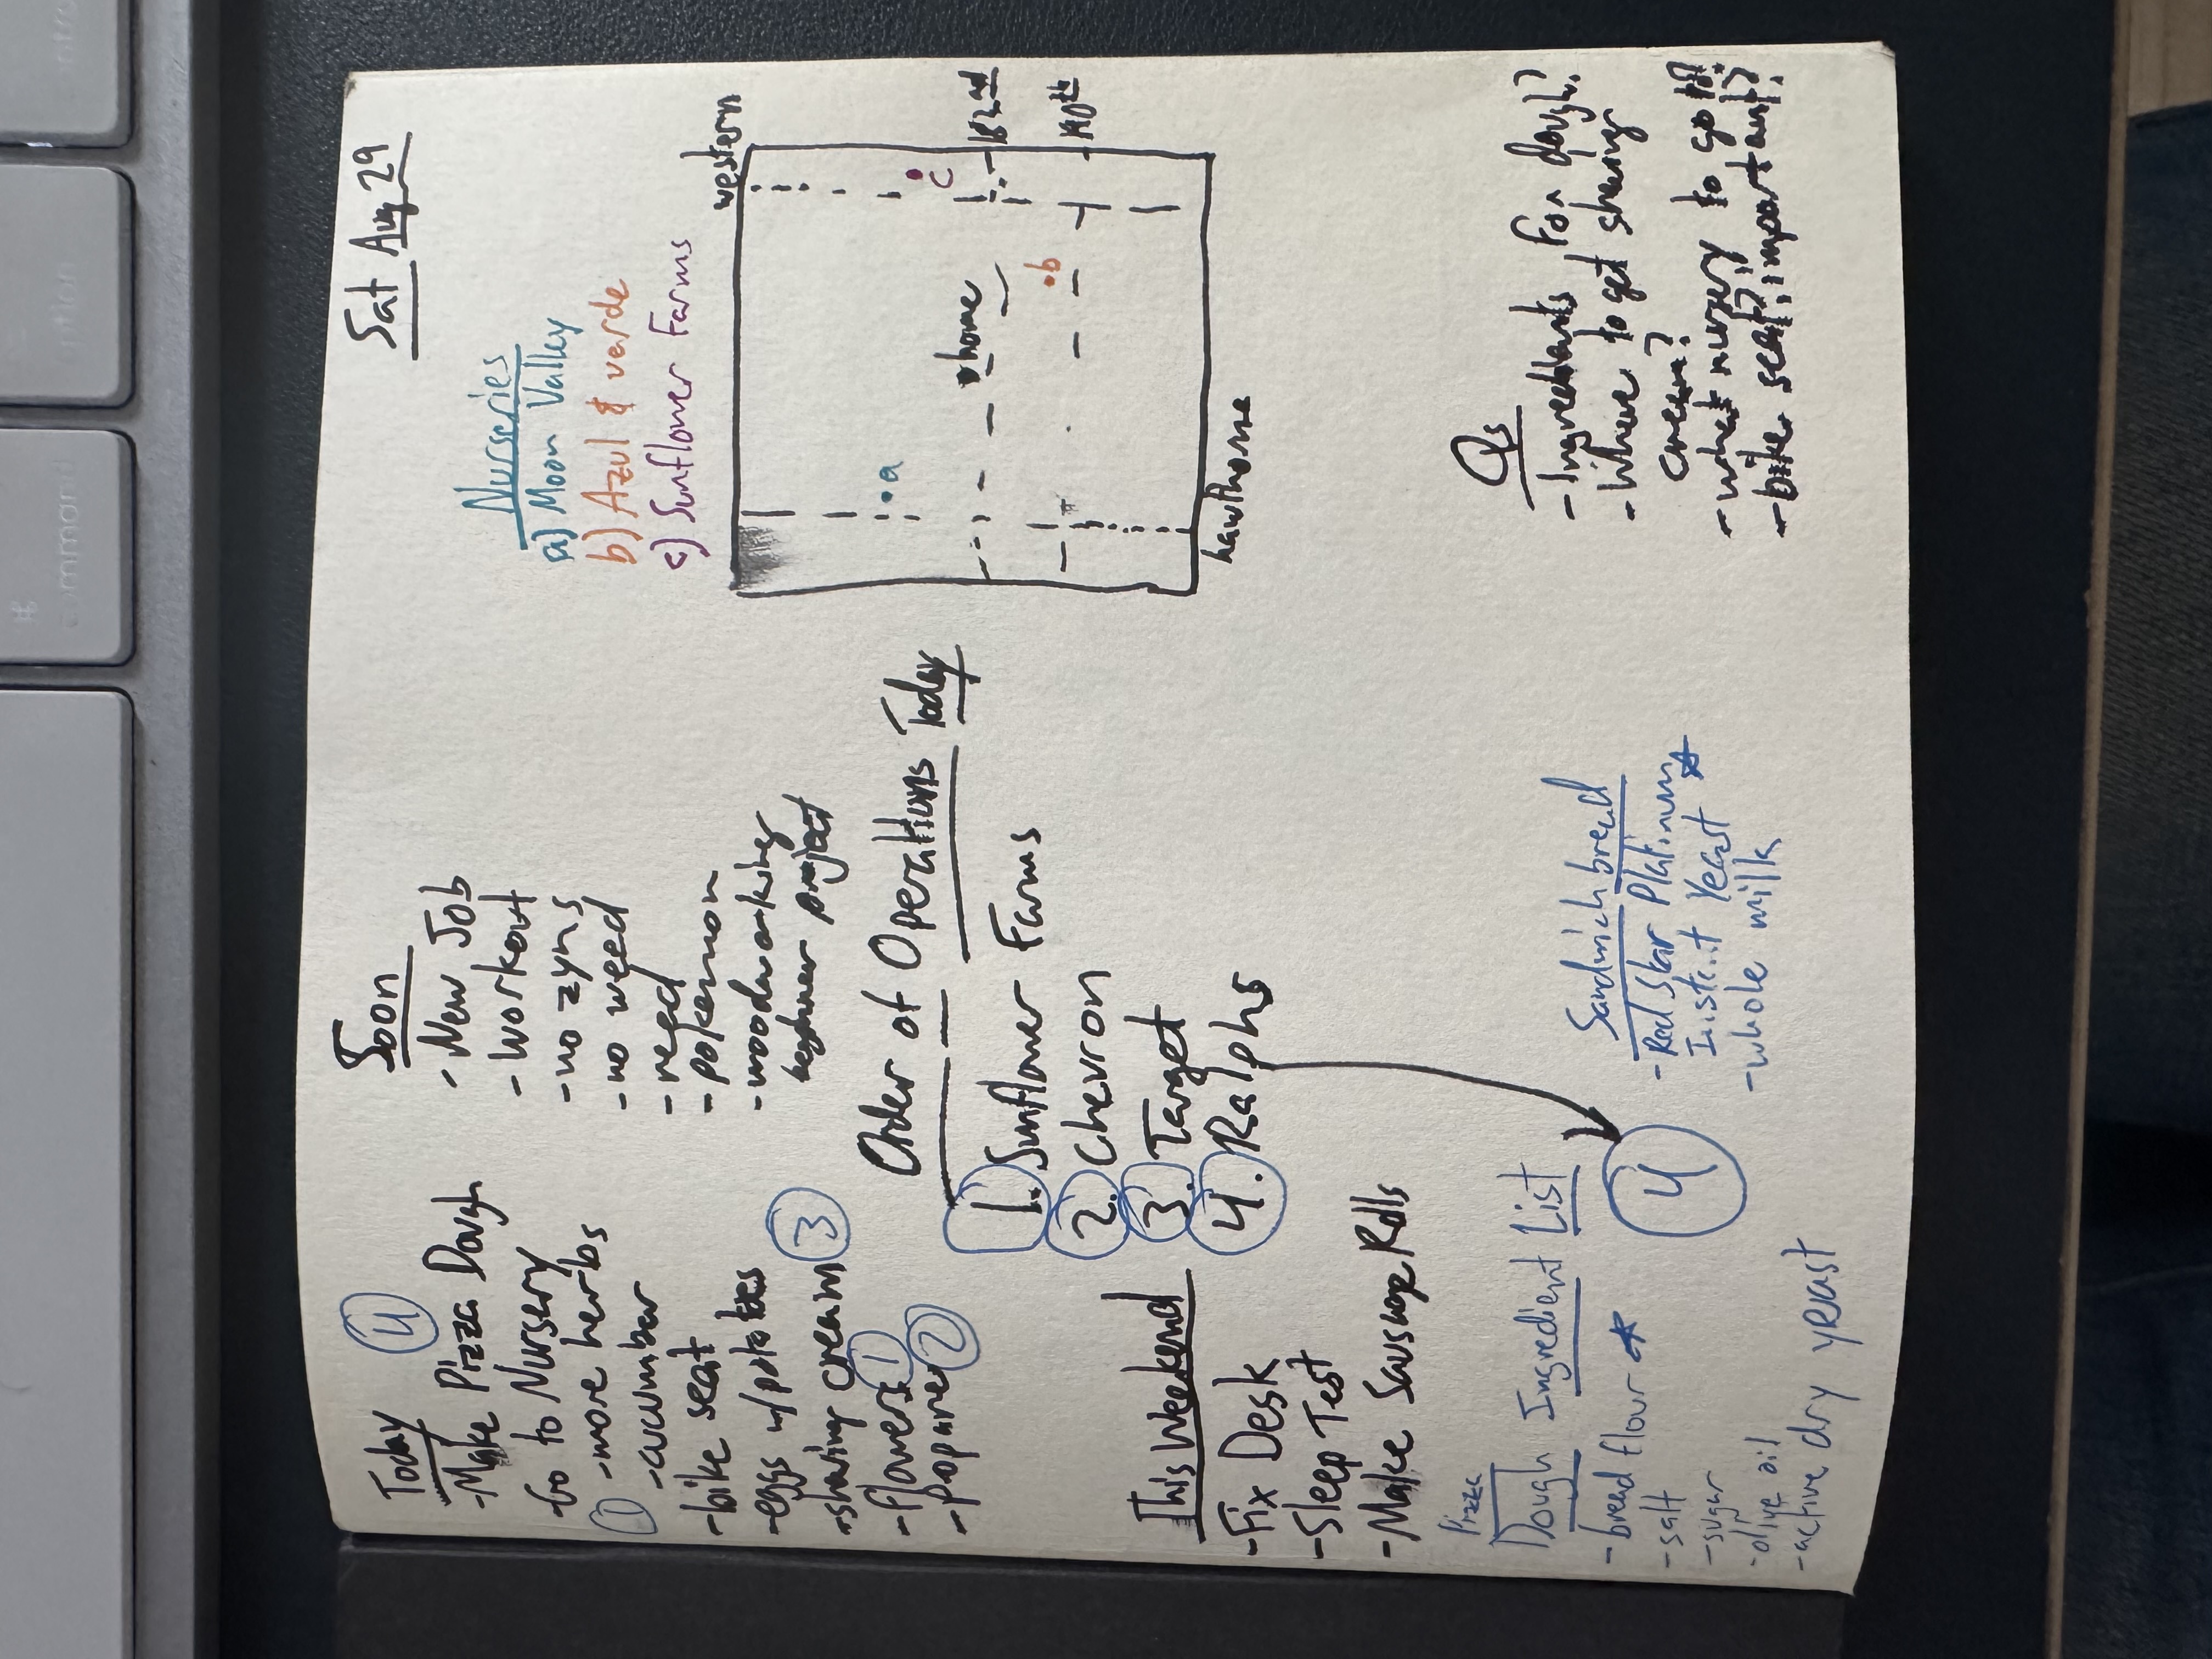 Sat Aug 29
Today
④
- Make Pizza Dough
- Go to Nursery
① - more herbs
- cucumber
- bike seat
- eggs w/ potatoes
- shaving cream ③
- flowers ①
- poparie ②
Soon
- New Job
- workout
- no zyns
- no weed
- read
- pokemon
- woodworking
project
Nurseries
a) Moon Valley
b) Azul & verde
c) Sunflower Farms
western
a
c
home
182nd
b
190th
hawthorne
Order of Operations Today
1. Sunflower Farms
2. Chevron
3. Target
4. Ralphs
This Weekend
- Fix Desk
- Sleep Test
- Make Sausage Rolls
Pizza
Dough Ingredient List
- bread flour ☆
- salt
- sugar
- olive oil
- active dry yeast
④
Sandwich bread
- Red Star Platinum ☆
Instant Yeast
- whole milk
Qs
- Ingrediants for dough?
- Where to get shaving
cream?
- what nursery to go to?
- bike seat? important?